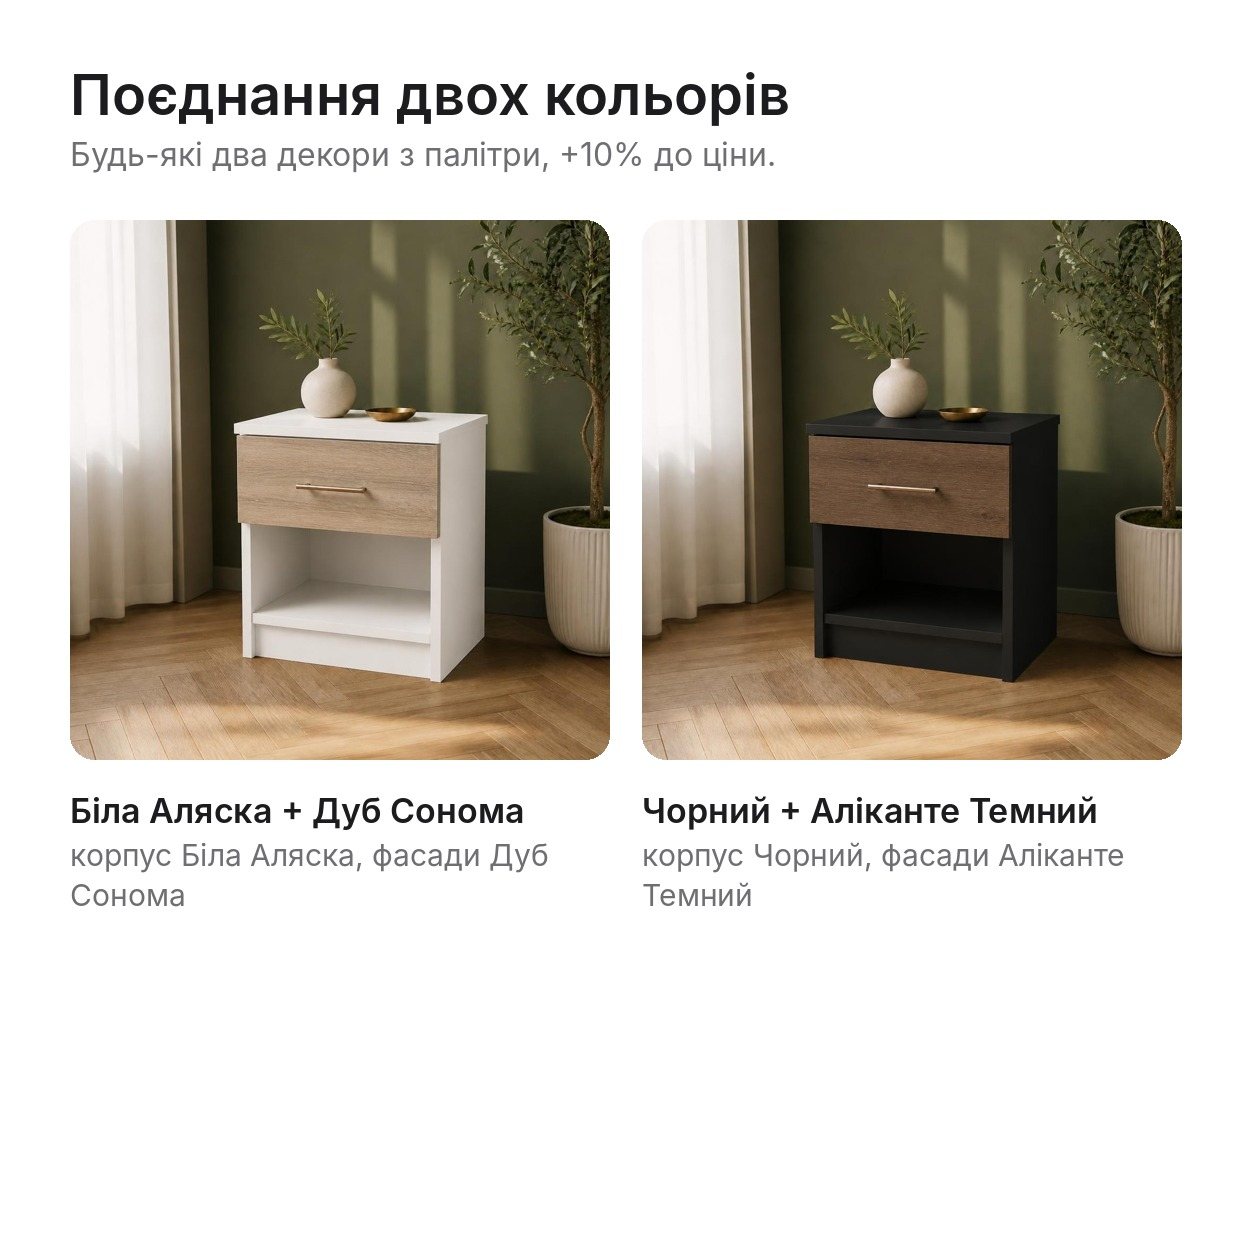 Поєднання двох кольорів
Будь-які два декори з палітри, +10% до ціни.
Біла Аляска + Дуб Сонома
корпус Біла Аляска, фасади Дуб
Сонома
Чорний + Аліканте Темний
корпус Чорний, фасади Аліканте
Темний